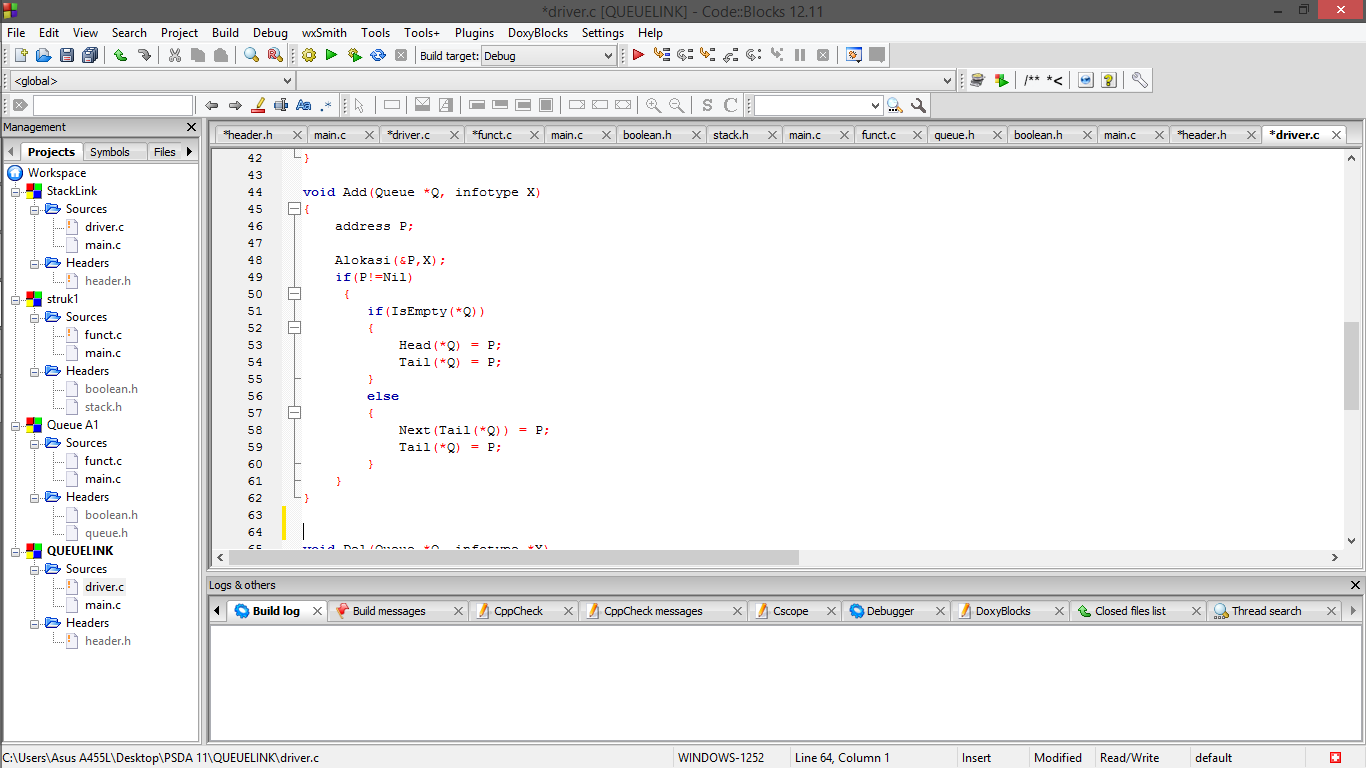 *driver.c [QUEUELINK] - Code::Blocks 12.11
File Edit View Search Project Build Debug wxSmith Tools Tools+ Plugins DoxyBlocks Settings Help
Build target: Debug
<global>
/** *<
Aa .*
S C
Management
*header.h main.c *driver.c *funct.c main.c boolean.h stack.h main.c funct.c queue.h boolean.h main.c *header.h *driver.c
Projects Symbols Files
Workspace
StackLink
Sources
driver.c
main.c
Headers
header.h
struk1
Sources
funct.c
main.c
Headers
boolean.h
stack.h
Queue A1
Sources
funct.c
main.c
Headers
boolean.h
queue.h
QUEUELINK
Sources
driver.c
main.c
Headers
header.h
42 }
43
44 void Add(Queue *Q, infotype X)
45 {
46 address P;
47
48 Alokasi(&P,X);
49 if(P!=Nil)
50 {
51 if(IsEmpty(*Q))
52 {
53 Head(*Q) = P;
54 Tail(*Q) = P;
55 }
56 else
57 {
58 Next(Tail(*Q)) = P;
59 Tail(*Q) = P;
60 }
61 }
62 }
63
64
65 void Del(Queue *Q, infotype *X)
Logs & others
Build log Build messages CppCheck CppCheck messages Cscope Debugger DoxyBlocks Closed files list Thread search
C:\Users\Asus A455L\Desktop\PSDA 11\QUEUELINK\driver.c WINDOWS-1252 Line 64, Column 1 Insert Modified Read/Write default